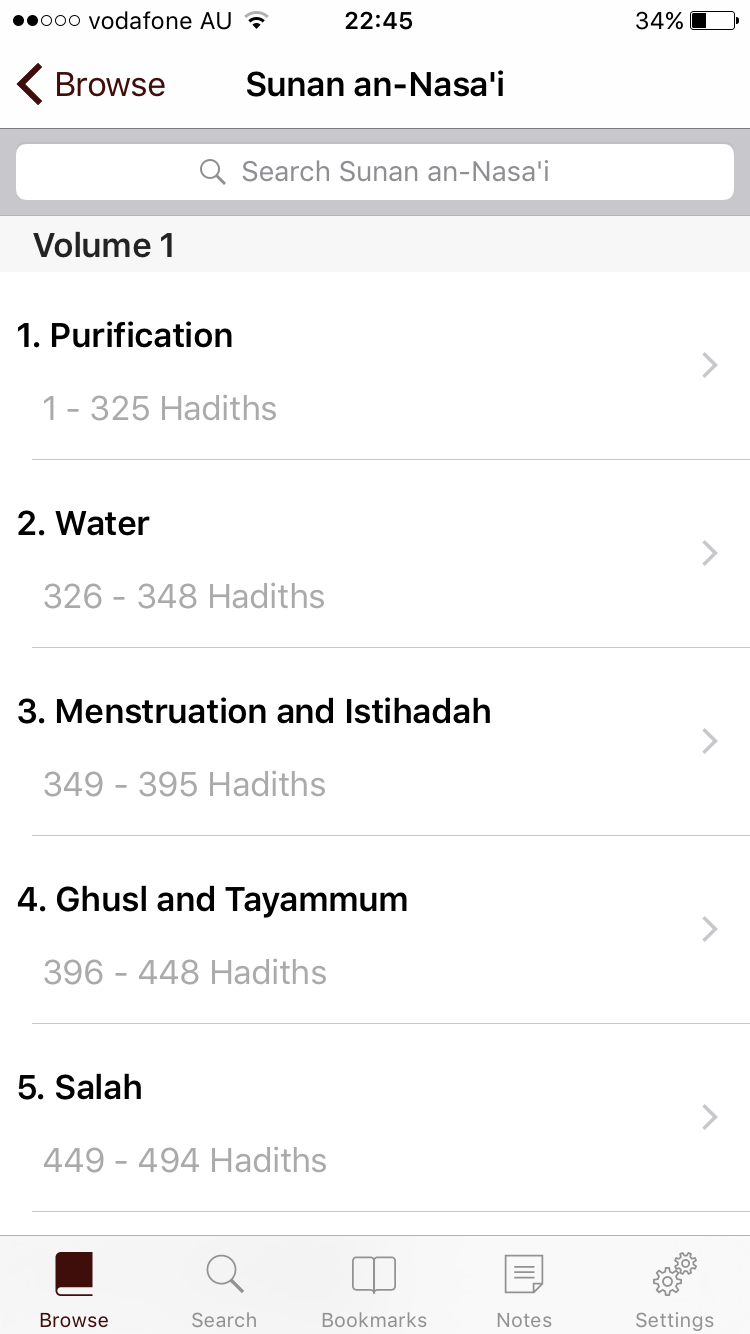 vodafone AU 22:45 34%
Browse Sunan an-Nasa'i
Search Sunan an-Nasa'i
Volume 1
1. Purification
1 - 325 Hadiths
2. Water
326 - 348 Hadiths
3. Menstruation and Istihadah
349 - 395 Hadiths
4. Ghusl and Tayammum
396 - 448 Hadiths
5. Salah
449 - 494 Hadiths
Browse Search Bookmarks Notes Settings